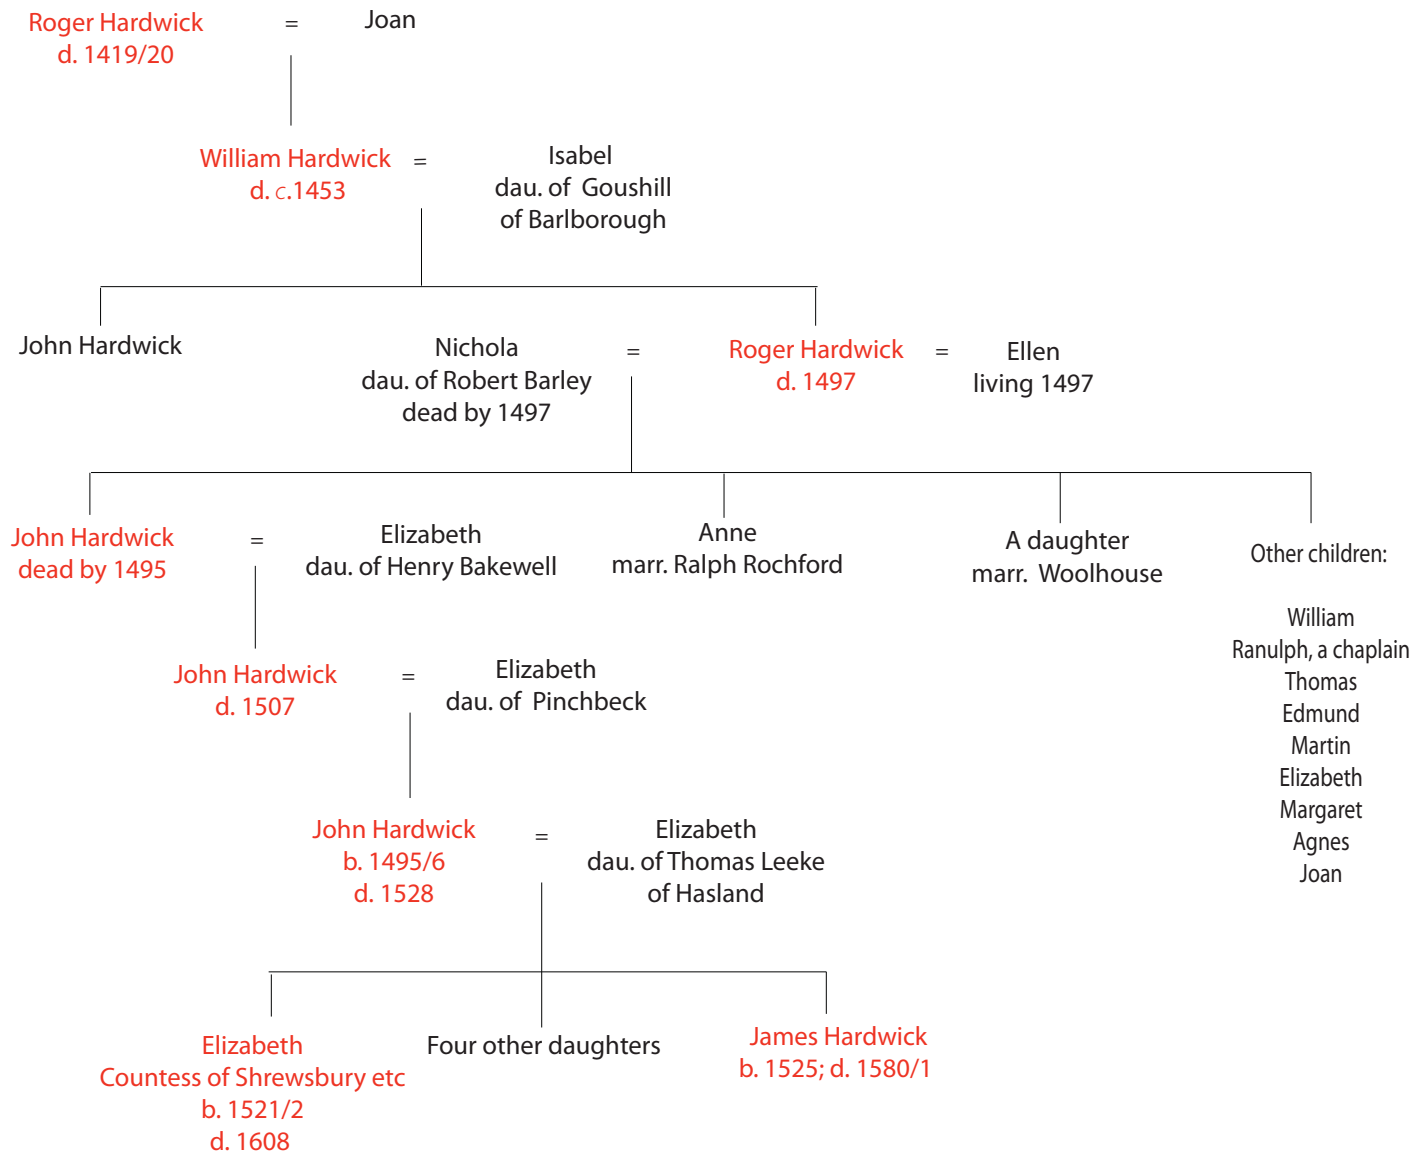 Roger Hardwick
d. 1419/20
=
Joan
William Hardwick
d. c.1453
=
Isabel
dau. of Goushill
of Barlborough
John Hardwick
Nichola
dau. of Robert Barley
dead by 1497
=
Roger Hardwick
d. 1497
=
Ellen
living 1497
John Hardwick
dead by 1495
=
Elizabeth
dau. of Henry Bakewell
Anne
marr. Ralph Rochford
A daughter
marr. Woolhouse
Other children:
William
Ranulph, a chaplain
Thomas
Edmund
Martin
Elizabeth
Margaret
Agnes
Joan
John Hardwick
d. 1507
=
Elizabeth
dau. of Pinchbeck
John Hardwick
b. 1495/6
d. 1528
=
Elizabeth
dau. of Thomas Leeke
of Hasland
Elizabeth
Countess of Shrewsbury etc
b. 1521/2
d. 1608
Four other daughters
James Hardwick
b. 1525; d. 1580/1